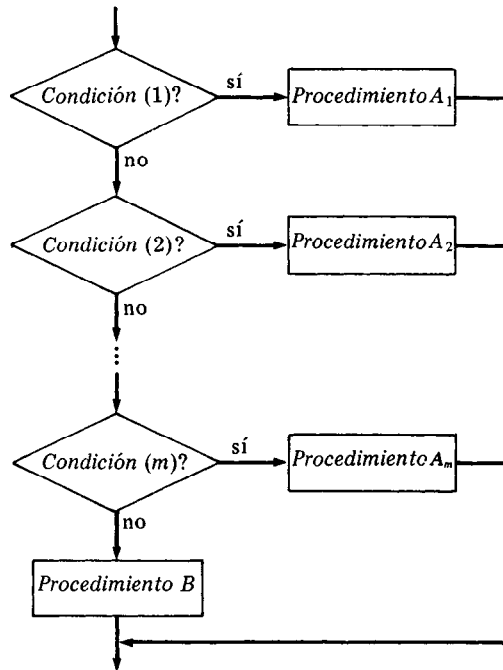 Condición (1)?
sí
Procedimiento A₁
no
Condición (2)?
sí
Procedimiento A₂
no
⋮
Condición (m)?
sí
Procedimiento Aₘ
no
Procedimiento B